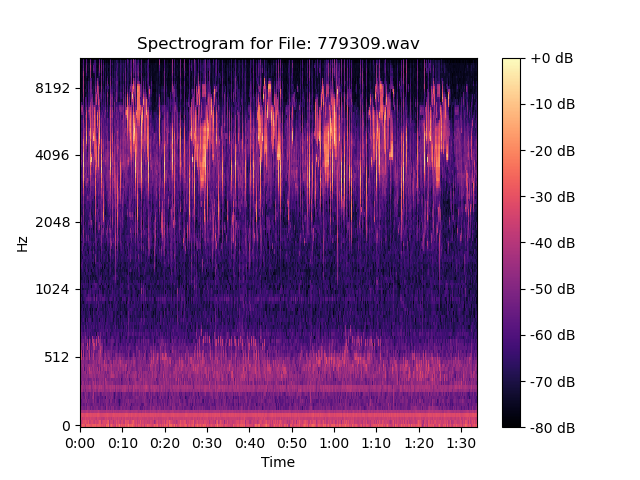 Spectrogram for File: 779309.wav
Hz
8192
4096
2048
1024
512
0
0:00 0:10 0:20 0:30 0:40 0:50 1:00 1:10 1:20 1:30
Time
+0 dB
-10 dB
-20 dB
-30 dB
-40 dB
-50 dB
-60 dB
-70 dB
-80 dB